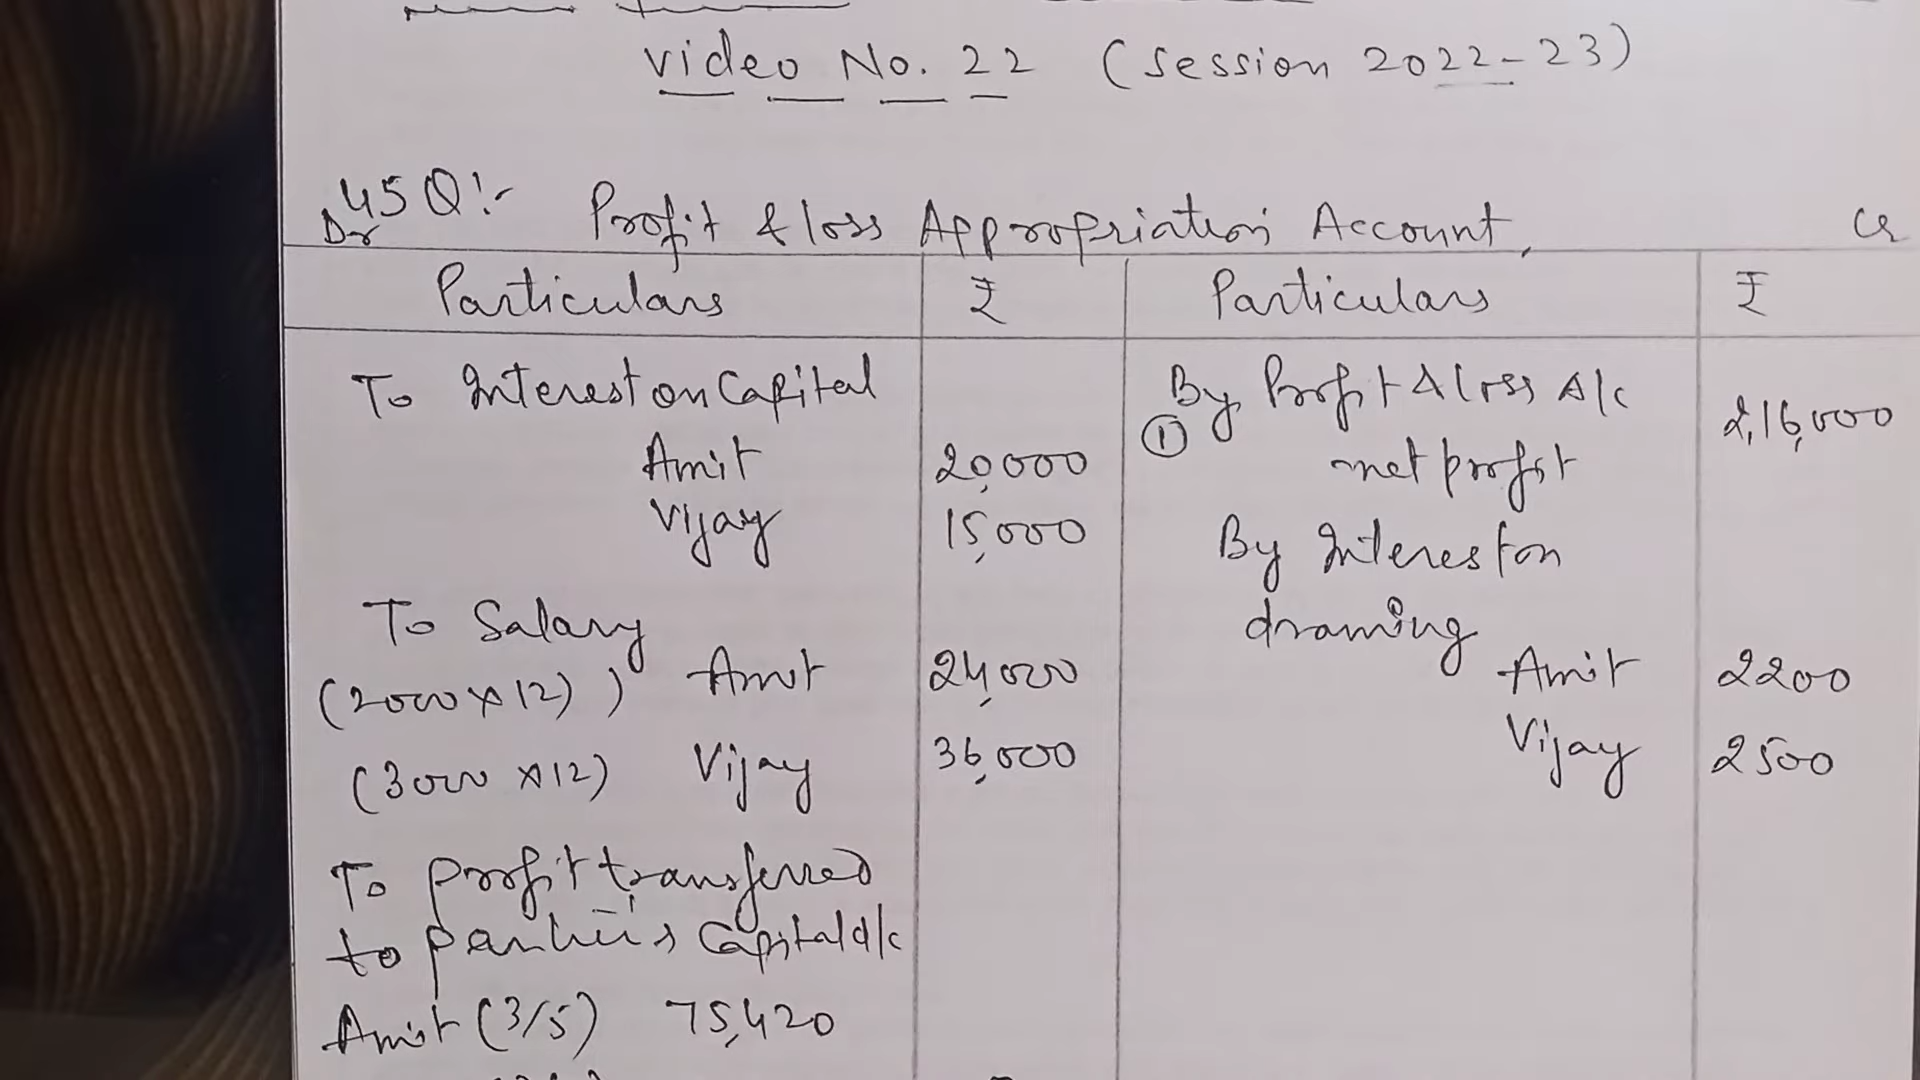 Video No. 22 (Session 2022-23)
45 Q:-
Dr Profit & loss Appropriation Account, Cr
Particulars ₹ Particulars ₹
To Interest on Capital By Profit & Loss A/c
① net profit 2,16,000
Amit 20,000
Vijay 15,000 By Interest on
To Salary drawing
(2000×12)) Amit 24,000 Amit 2200
(3000×12) Vijay 36,000 Vijay 2500
To profit transferred
to Partners Capital A/c
Amit (3/5) 75,420